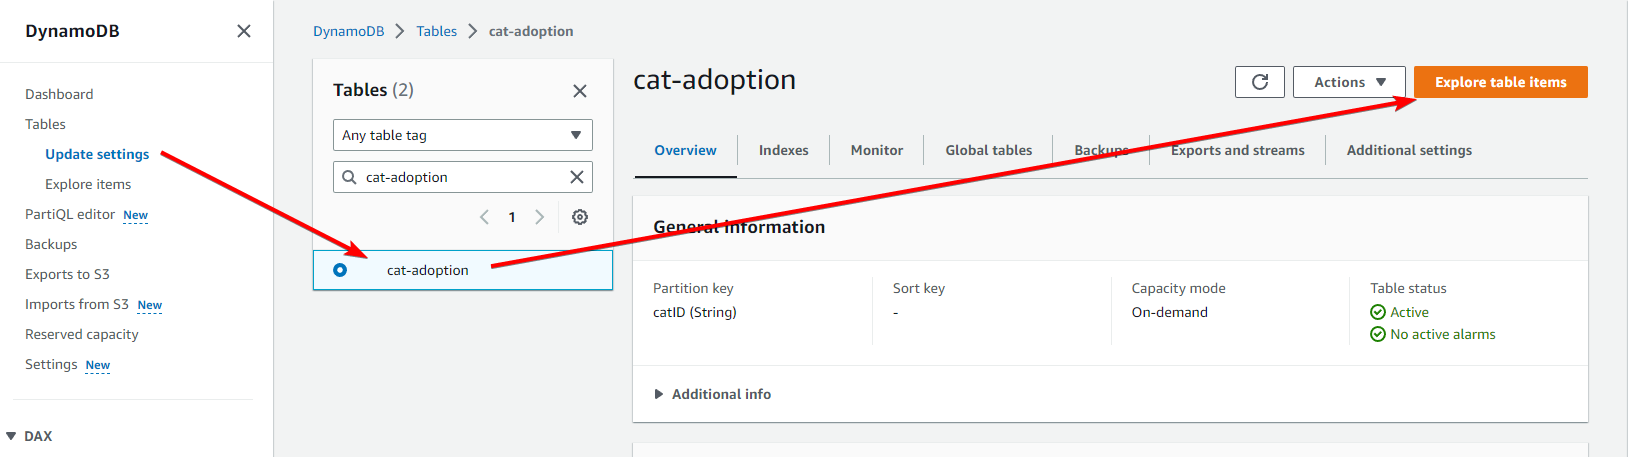 DynamoDB
Dashboard
Tables
Update settings
Explore items
PartiQL editor New
Backups
Exports to S3
Imports from S3 New
Reserved capacity
Settings New
DAX
DynamoDB > Tables > cat-adoption
Tables (2)
Any table tag
cat-adoption
1
cat-adoption
cat-adoption
Actions
Explore table items
Overview
Indexes
Monitor
Global tables
Backups
Exports and streams
Additional settings
General information
Partition key
catID (String)
Sort key
-
Capacity mode
On-demand
Table status
Active
No active alarms
Additional info